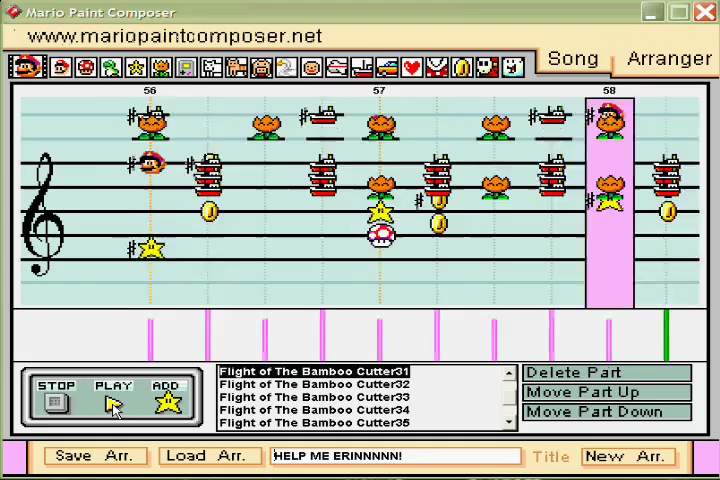 Mario Paint Composer
www.mariopaintcomposer.net
Song
Arranger
56 57 58
STOP PLAY ADD
Flight of The Bamboo Cutter31
Flight of The Bamboo Cutter32
Flight of The Bamboo Cutter33
Flight of The Bamboo Cutter34
Flight of The Bamboo Cutter35
Delete Part
Move Part Up
Move Part Down
Save Arr. Load Arr. HELP ME ERINNNNN! Title New Arr.